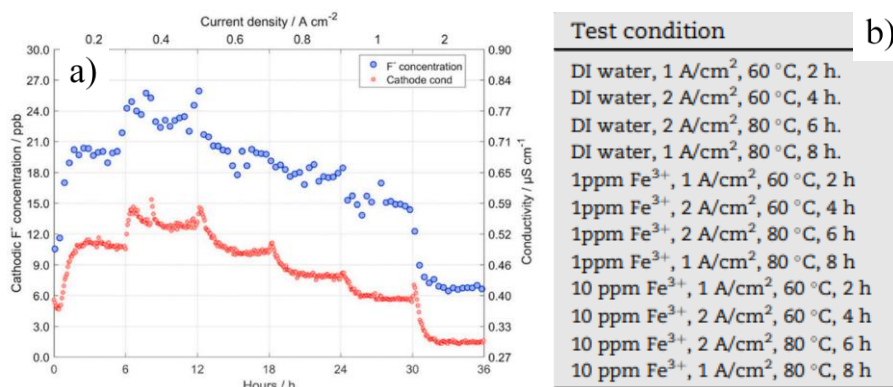 Current density / A cm-2
0.2 0.4 0.6 0.8 1 2
a)
F- concentration
Cathode cond
Cathodic F- concentration / ppb
30.0
27.0
24.0
21.0
18.0
15.0
12.0
9.0
6.0
3.0
0.0
0.90
0.84
0.77
0.71
0.65
0.59
0.52
0.46
0.40
0.33
0.27
Conductivity / µS cm-1
0 6 12 18 24 30 36
Hours / h
Test condition
b)
DI water, 1 A/cm2, 60 °C, 2 h.
DI water, 2 A/cm2, 60 °C, 4 h.
DI water, 2 A/cm2, 80 °C, 6 h.
DI water, 1 A/cm2, 80 °C, 8 h.
1ppm Fe3+, 1 A/cm2, 60 °C, 2 h
1ppm Fe3+, 2 A/cm2, 60 °C, 4 h
1ppm Fe3+, 2 A/cm2, 80 °C, 6 h
1ppm Fe3+, 1 A/cm2, 80 °C, 8 h
10 ppm Fe3+, 1 A/cm2, 60 °C, 2 h
10 ppm Fe3+, 2 A/cm2, 60 °C, 4 h
10 ppm Fe3+, 2 A/cm2, 80 °C, 6 h
10 ppm Fe3+, 1 A/cm2, 80 °C, 8 h